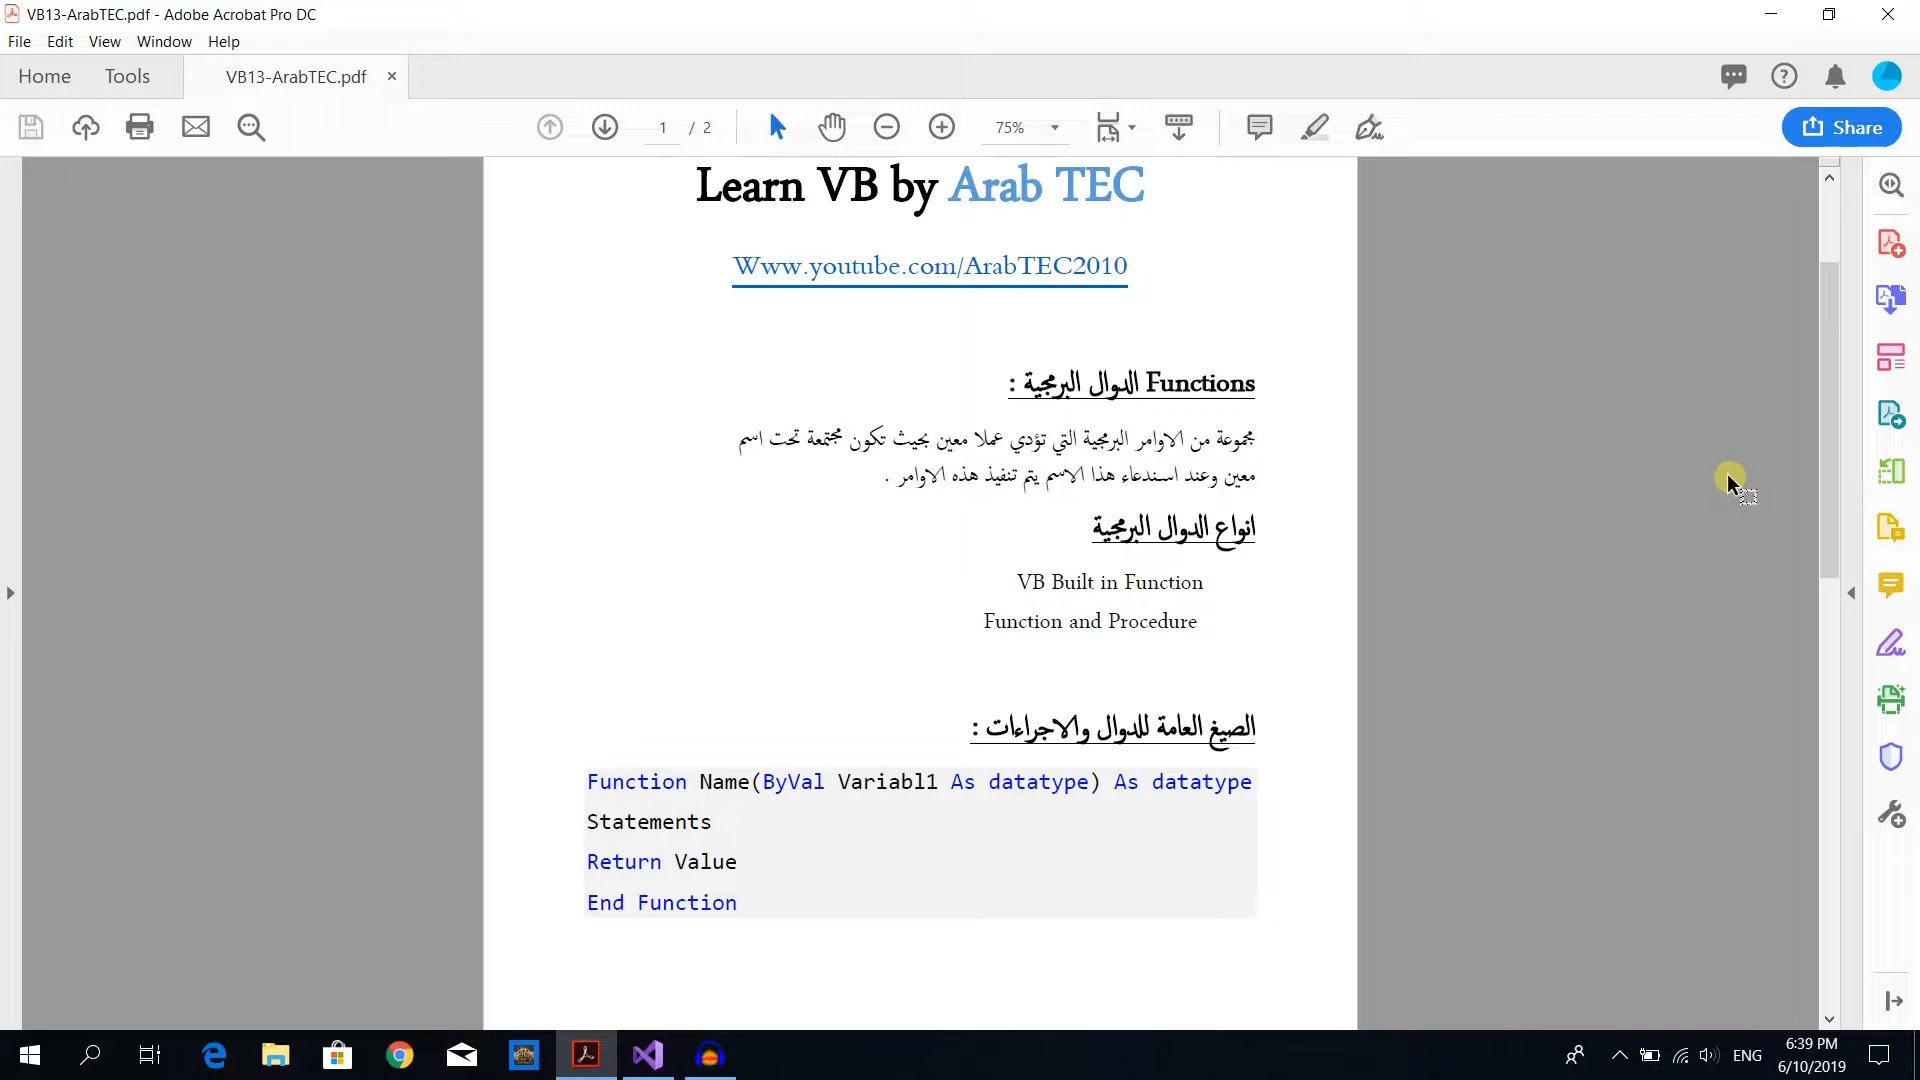 VB13-ArabTEC.pdf - Adobe Acrobat Pro DC
File Edit View Window Help
Home Tools VB13-ArabTEC.pdf ×
1 / 2 75% Share
Learn VB by Arab TEC
Www.youtube.com/ArabTEC2010
Functions الدوال البرمجية :
مجموعة من الاوامر البرمجية التي تؤدي عملا معين بحيث تكون مجتمعة تحت اسم
معين وعند استدعاء هذا الاسم يتم تنفيذ هذه الاوامر .
انواع الدوال البرمجية
VB Built in Function
Function and Procedure
الصيغ العامة للدوال والاجراءات :
Function Name(ByVal Variabl1 As datatype) As datatype
Statements
Return Value
End Function
ENG
6:39 PM
6/10/2019